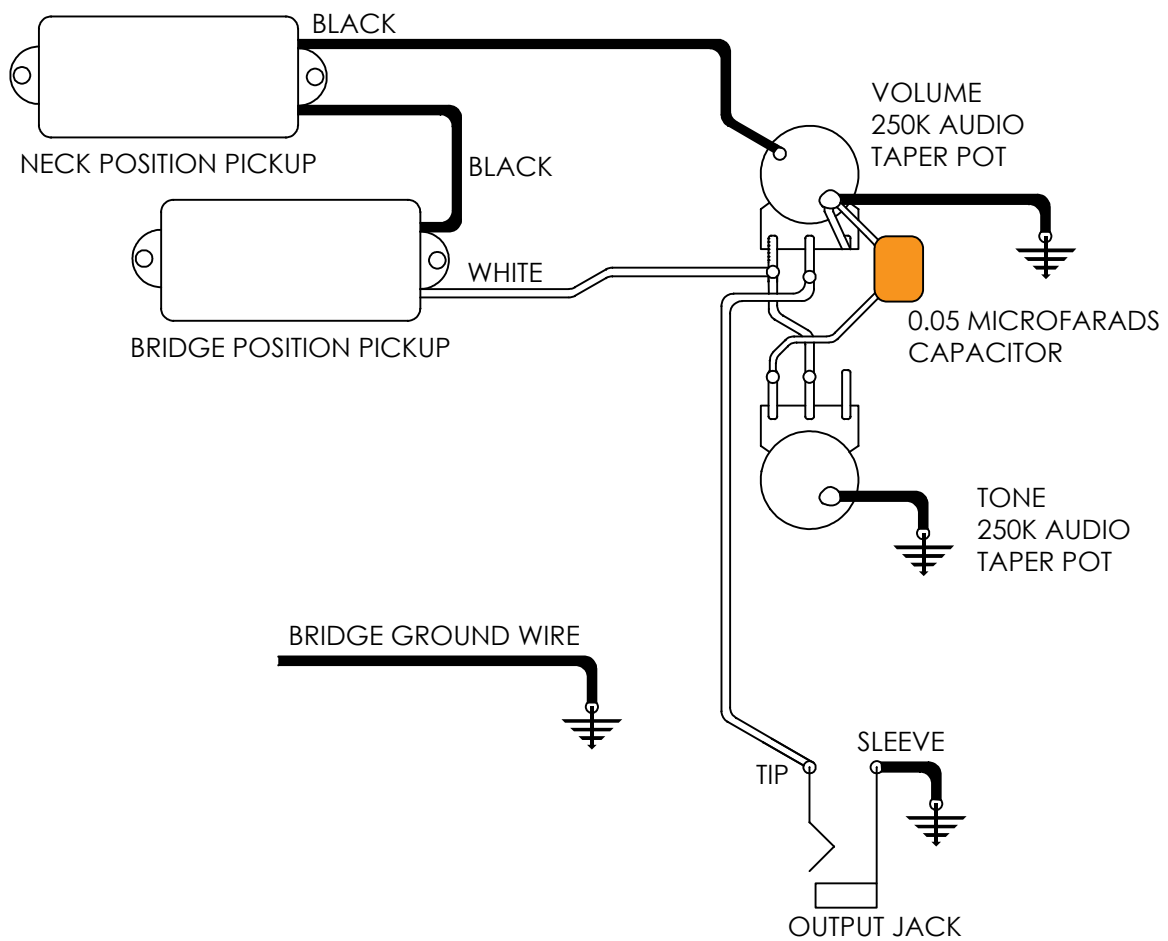 BLACK
VOLUME
250K AUDIO
TAPER POT
NECK POSITION PICKUP
BLACK
WHITE
0.05 MICROFARADS
CAPACITOR
BRIDGE POSITION PICKUP
TONE
250K AUDIO
TAPER POT
BRIDGE GROUND WIRE
SLEEVE
TIP
OUTPUT JACK